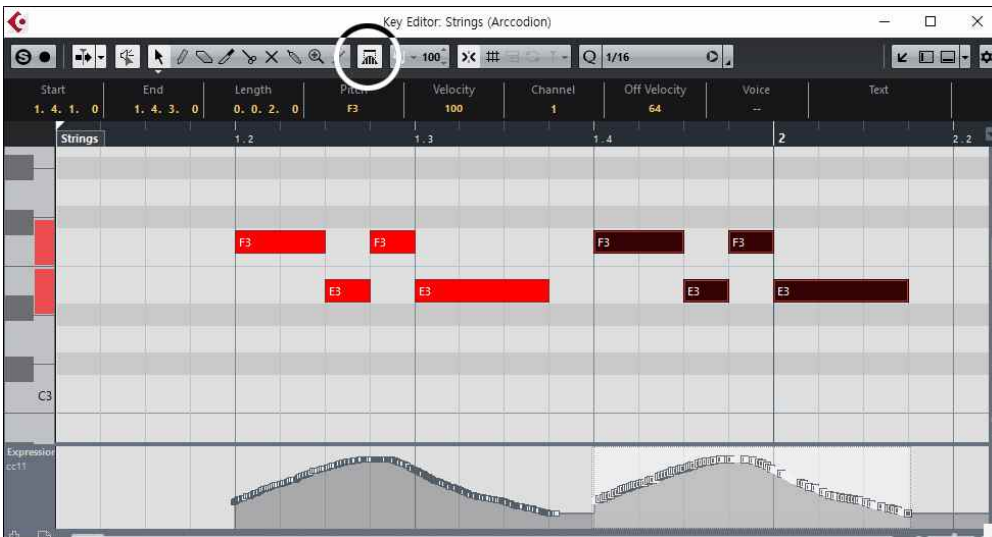 Key Editor: Strings (Arccodion)
100
Q 1/16
Start End Length Pitch Velocity Channel Off Velocity Voice Text
1. 4. 1. 0 1. 4. 3. 0 0. 0. 2. 0 F3 100 1 64 --
Strings 1.2 1.3 1.4 2 2.2
F3 F3 F3 F3
E3 E3 E3 E3
C3
Expression
cc11